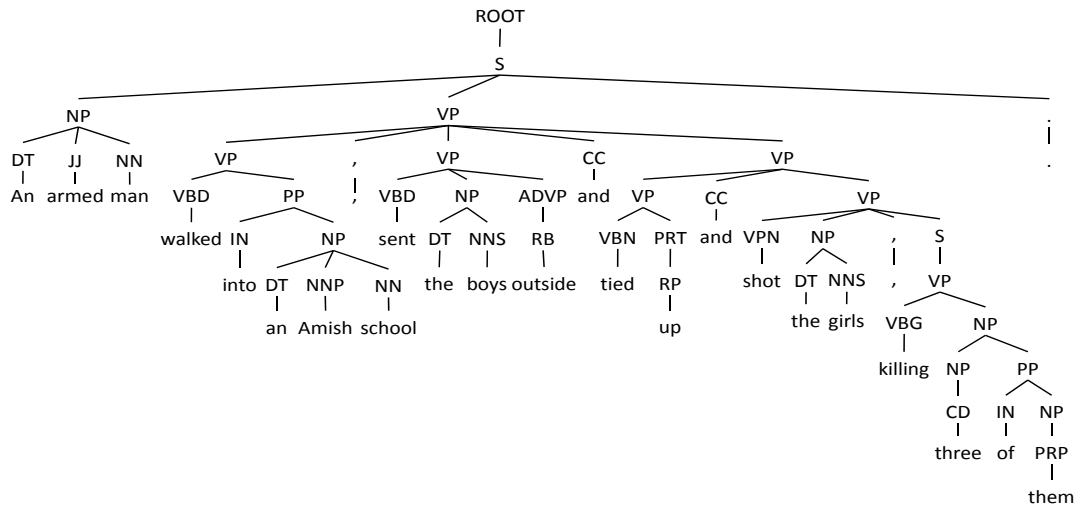 ROOT
S
NP VP .
DT JJ NN VP , VP CC VP .
An armed man VBD PP , VBD NP ADVP and VP CC VP
walked IN NP sent DT NNS RB VBN PRT and VPN NP , S
into DT NNP NN the boys outside tied RP shot DT NNS , VP
an Amish school up the girls VBG NP
killing NP PP
CD IN NP
three of PRP
them